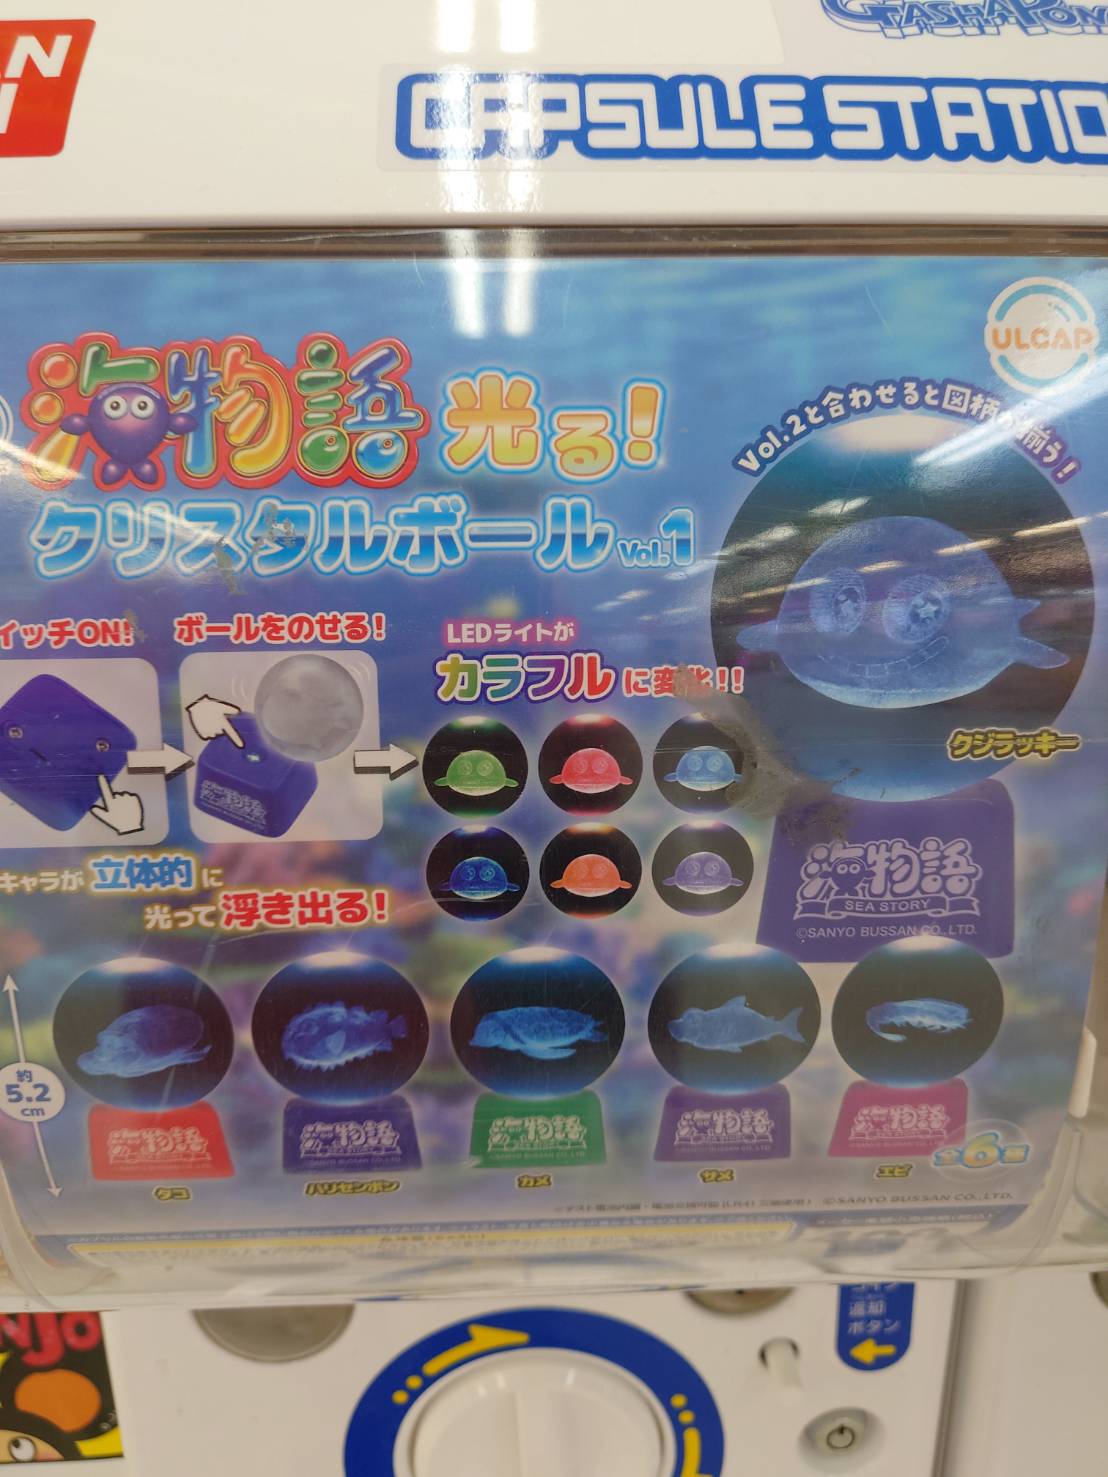 GASHAPON
CAPSULE STATIO
海物語 光る!
クリスタルボール Vol.1
ULCAP
Vol.2と合わせると図柄が揃う!
イッチON!
ボールをのせる!
LEDライトが
カラフルに変化!!
クジラッキー
キャラが立体的に
光って浮き出る!
海物語
SEA STORY
©SANYO BUSSAN CO.,LTD.
約
5.2
cm
海物語
海物語
海物語
海物語
海物語
タコ
ハリセンボン
カメ
サメ
エビ
全6種
©SANYO BUSSAN CO.,LTD.
返却
ボタン